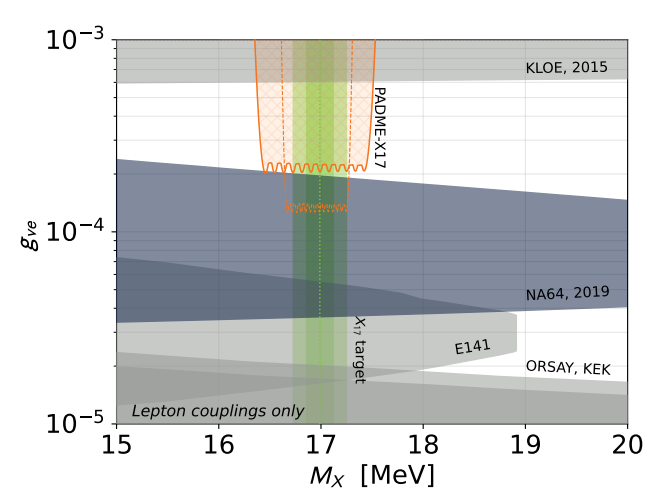 10⁻³
KLOE, 2015
PADME-X17
10⁻⁴
g_ve
NA64, 2019
X₁₇ target
E141
ORSAY, KEK
Lepton couplings only
10⁻⁵
15 16 17 18 19 20
M_X [MeV]